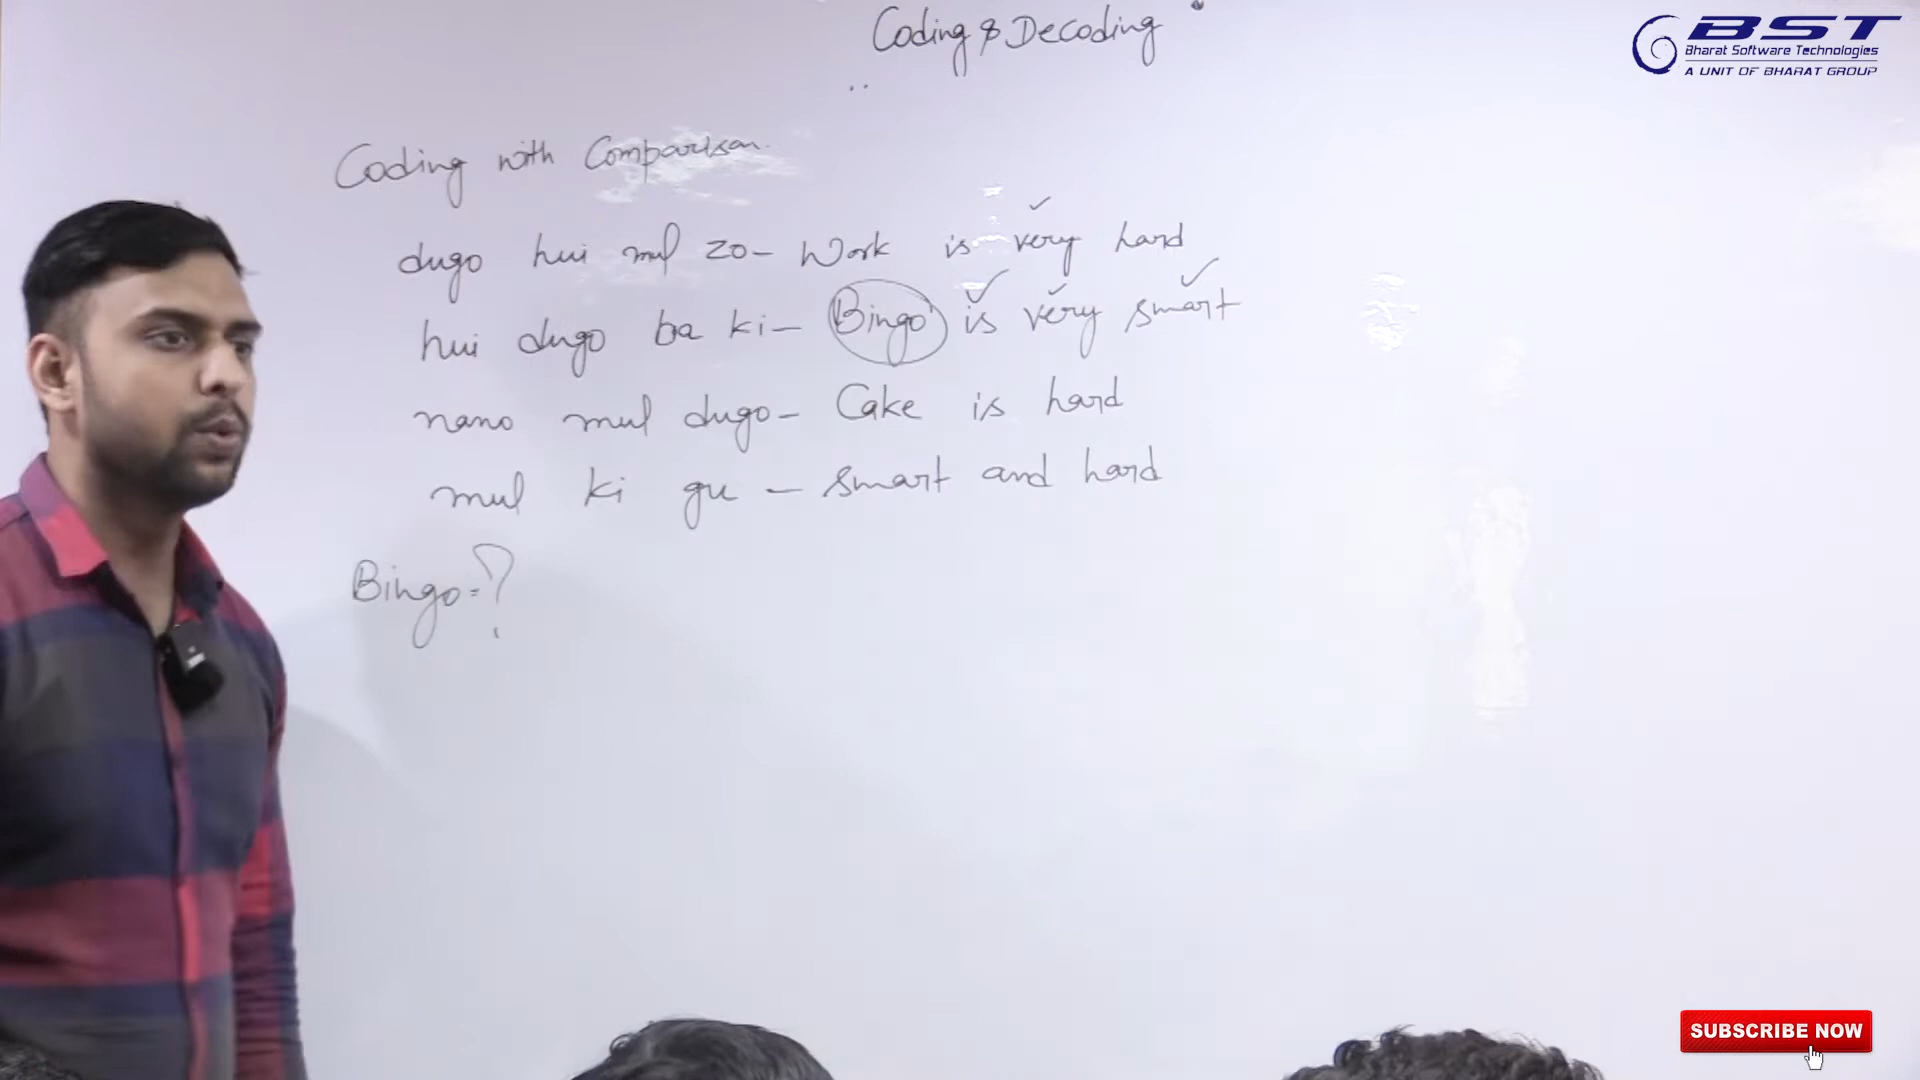 Coding & Decoding
BST
Bharat Software Technologies
A UNIT OF BHARAT GROUP
Coding with Comparison.
dugo hui mul zo - Work is very hard
hui dugo ba ki - Bingo is very smart
nano mul dugo - Cake is hard
mul ki gu - smart and hard
Bingo = ?
SUBSCRIBE NOW